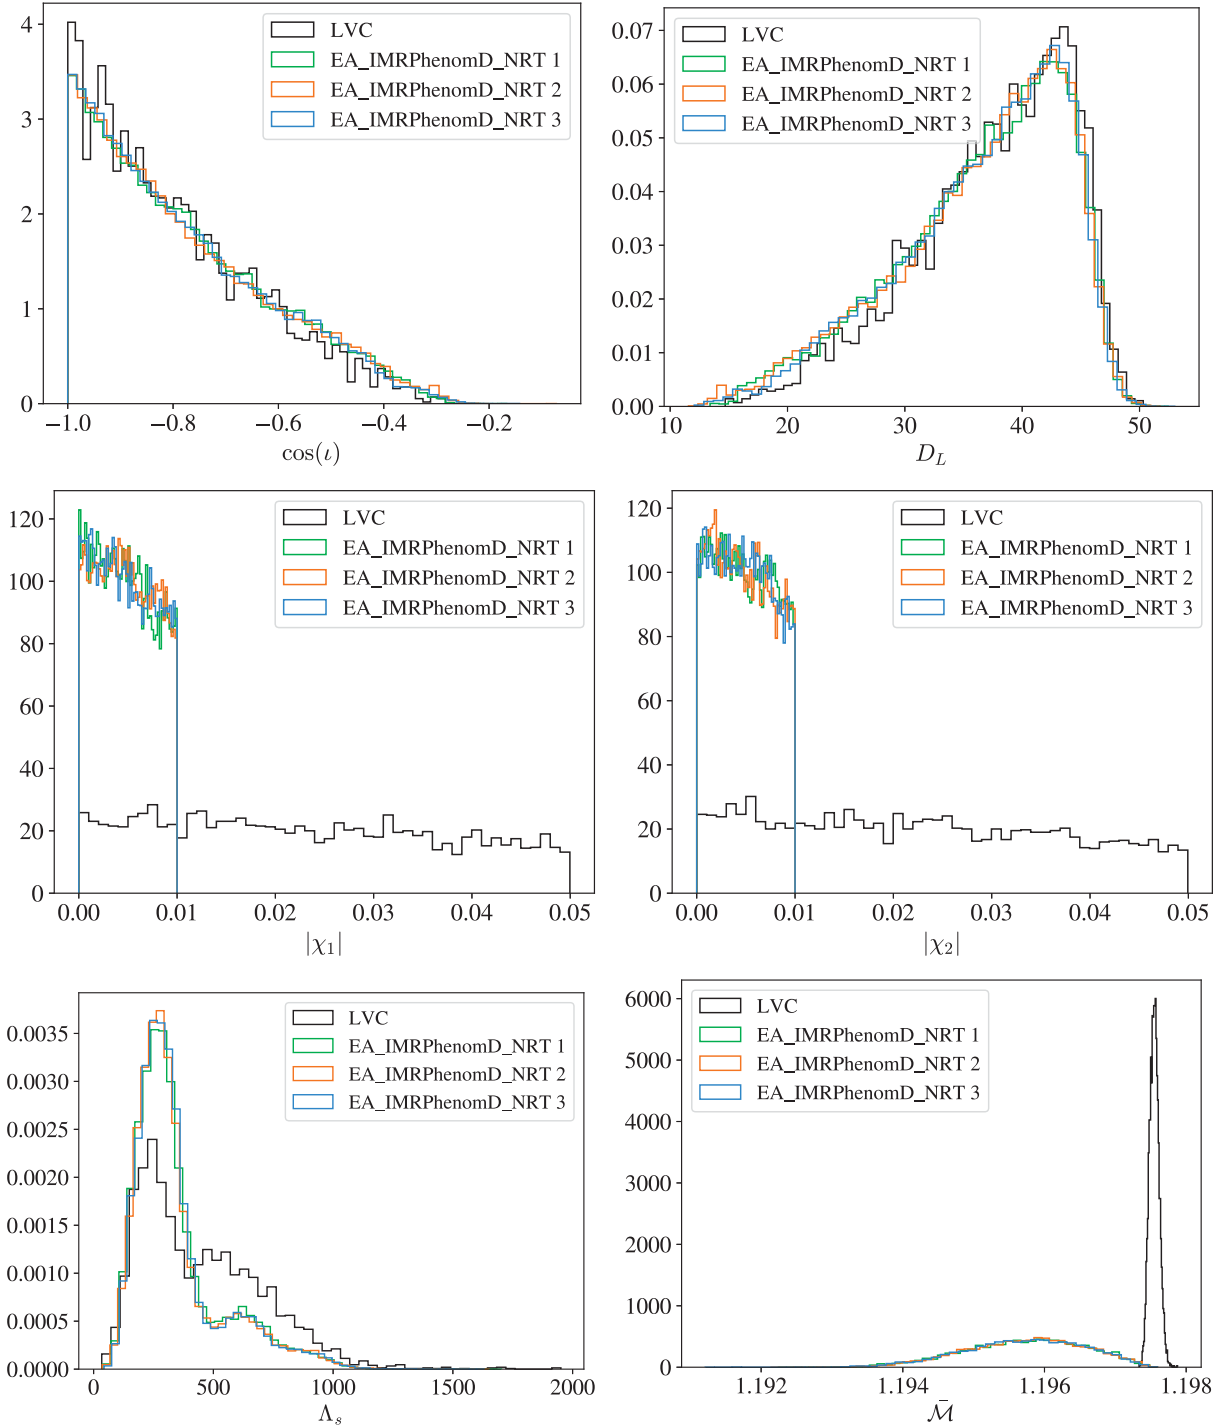 4
3
2
1
0
LVC
EA_IMRPhenomD_NRT 1
EA_IMRPhenomD_NRT 2
EA_IMRPhenomD_NRT 3
−1.0 −0.8 −0.6 −0.4 −0.2
cos(ι)
0.07
0.06
0.05
0.04
0.03
0.02
0.01
0.00
LVC
EA_IMRPhenomD_NRT 1
EA_IMRPhenomD_NRT 2
EA_IMRPhenomD_NRT 3
10 20 30 40 50
D_L
120
100
80
60
40
20
0
LVC
EA_IMRPhenomD_NRT 1
EA_IMRPhenomD_NRT 2
EA_IMRPhenomD_NRT 3
0.00 0.01 0.02 0.03 0.04 0.05
|χ₁|
120
100
80
60
40
20
0
LVC
EA_IMRPhenomD_NRT 1
EA_IMRPhenomD_NRT 2
EA_IMRPhenomD_NRT 3
0.00 0.01 0.02 0.03 0.04 0.05
|χ₂|
0.0035
0.0030
0.0025
0.0020
0.0015
0.0010
0.0005
0.0000
LVC
EA_IMRPhenomD_NRT 1
EA_IMRPhenomD_NRT 2
EA_IMRPhenomD_NRT 3
0 500 1000 1500 2000
Λₛ
6000
5000
4000
3000
2000
1000
0
LVC
EA_IMRPhenomD_NRT 1
EA_IMRPhenomD_NRT 2
EA_IMRPhenomD_NRT 3
1.192 1.194 1.196 1.198
ℳ̄